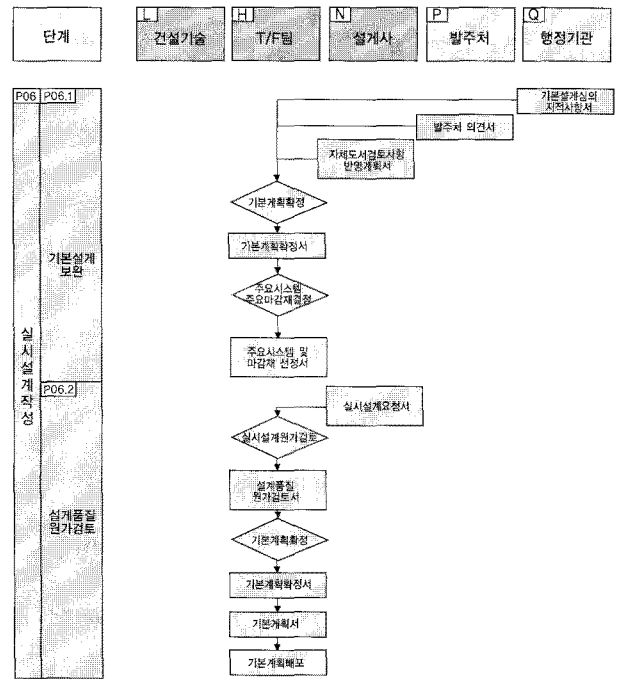 단계
L
건설기술
H
T/F팀
N
설계사
P
발주처
Q
행정기관
P06
P06.1
기본설계심의
지적사항서
발주처 의견서
자체도서검토사항
반영계획서
기본계획확정
기본계획확정서
기본설계
보완
주요시스템
주요마감재결정
주요시스템 및
마감재 선정서
실시설계작성
P06.2
실시설계요청서
실시설계원가검토
설계품질
원가검토서
설계품질
원가검토
기본계획확정
기본계획확정서
기본계획서
기본계획배포